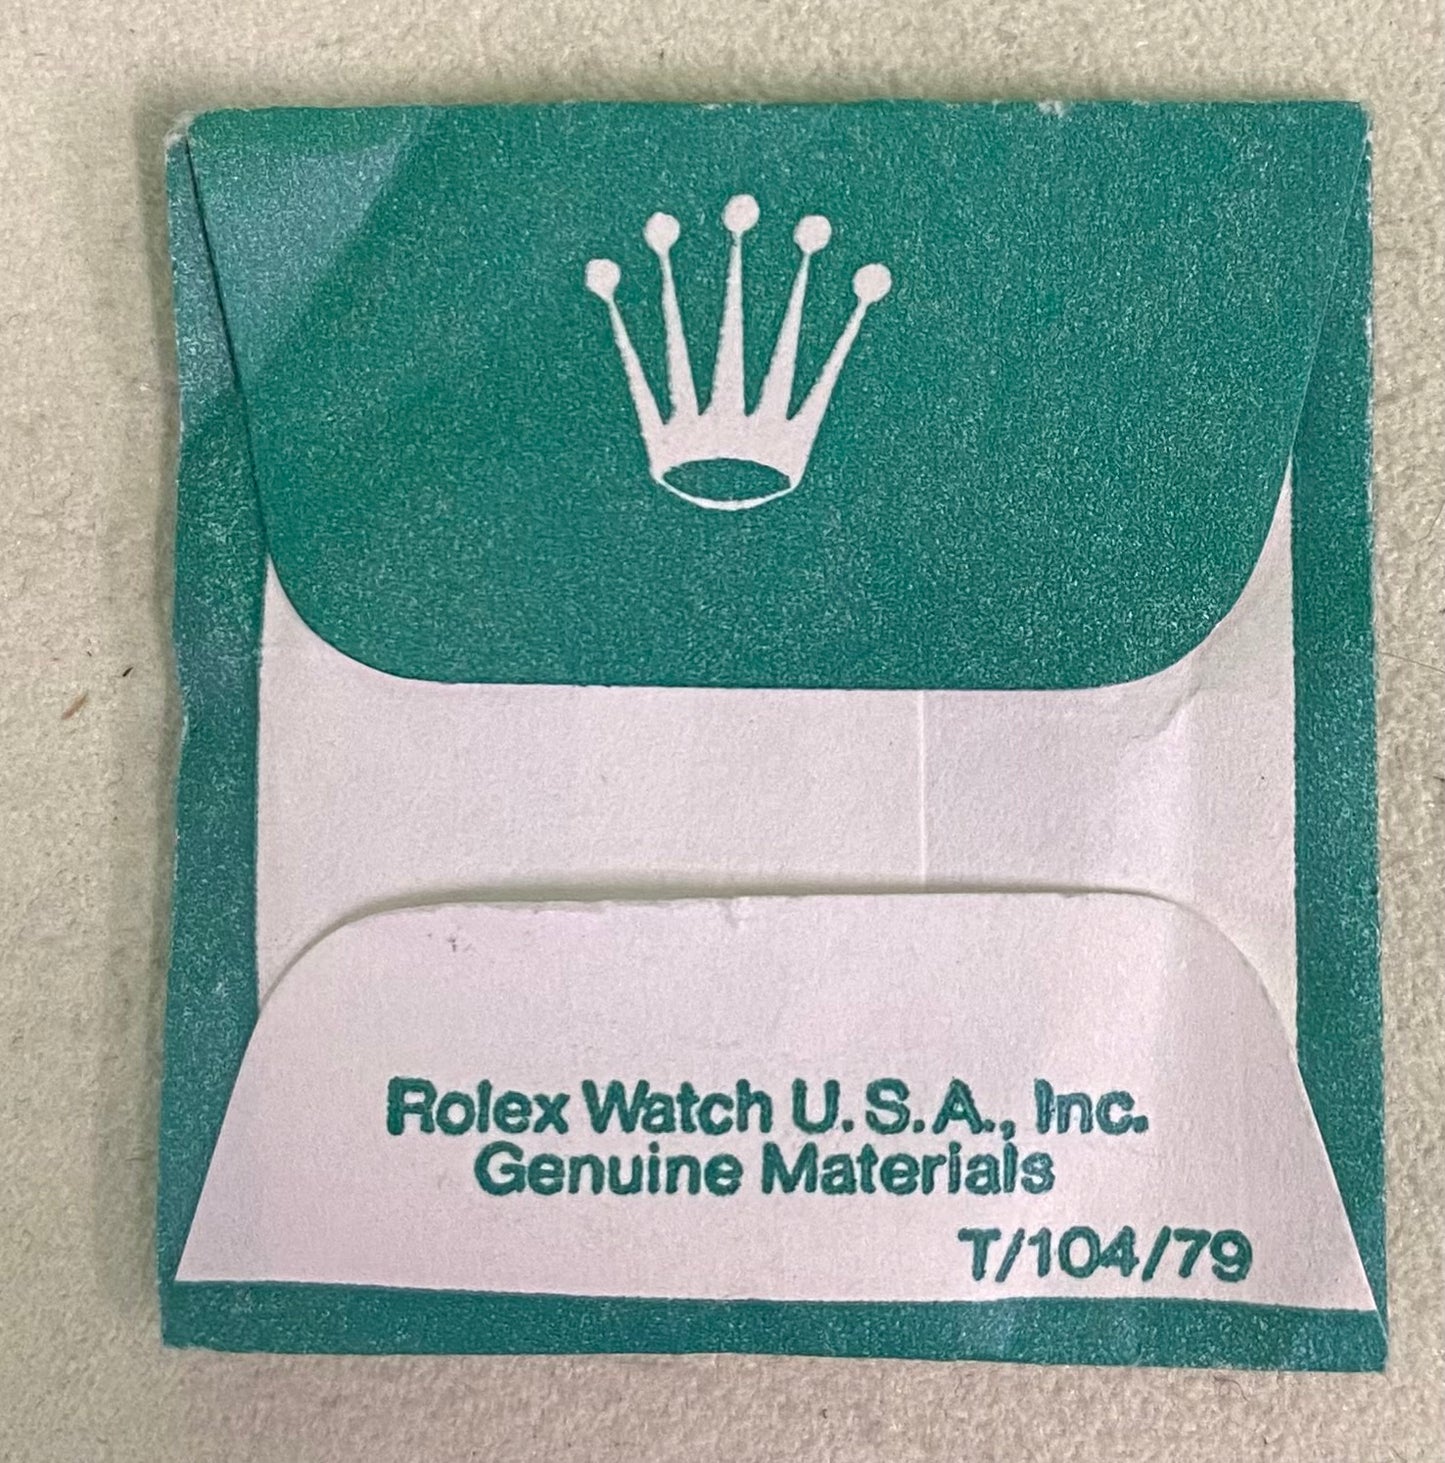 Rolex Watch U.S.A., Inc.
Genuine Materials
T/104/79